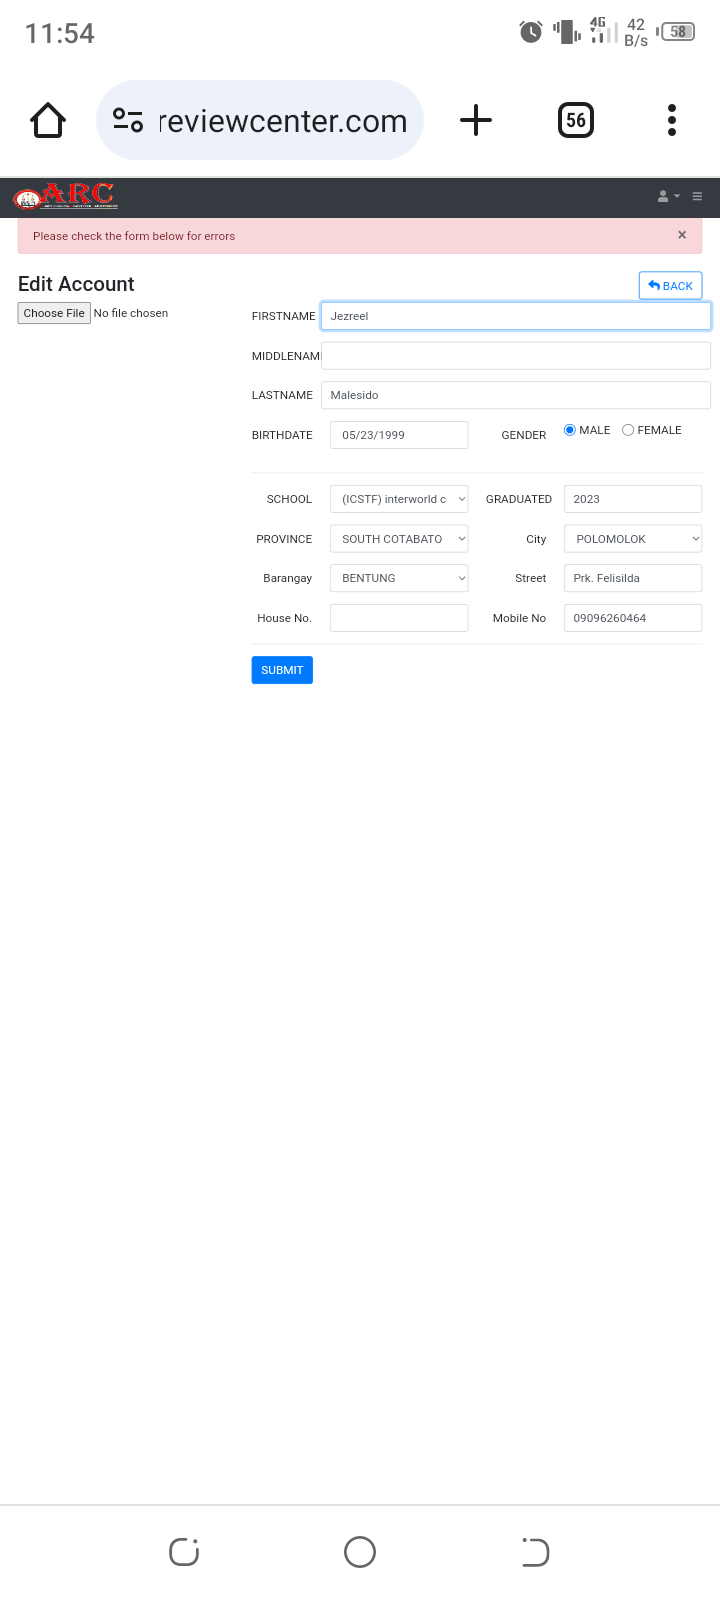 11:54
4G
42
B/s
58
reviewcenter.com
56
ARC
Please check the form below for errors
×
Edit Account
BACK
Choose File No file chosen
FIRSTNAME Jezreel
MIDDLENAM
LASTNAME Malesido
BIRTHDATE 05/23/1999 GENDER MALE FEMALE
SCHOOL (ICSTF) interworld c GRADUATED 2023
PROVINCE SOUTH COTABATO City POLOMOLOK
Barangay BENTUNG Street Prk. Felisilda
House No. Mobile No 09096260464
SUBMIT